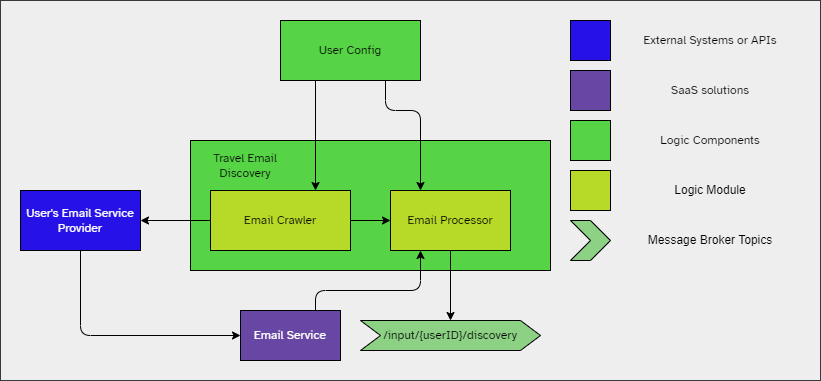 User Config
External Systems or APIs
SaaS solutions
Logic Components
Logic Module
Message Broker Topics
Travel Email
Discovery
User's Email Service
Provider
Email Crawler
Email Processor
Email Service
/input/{userID}/discovery